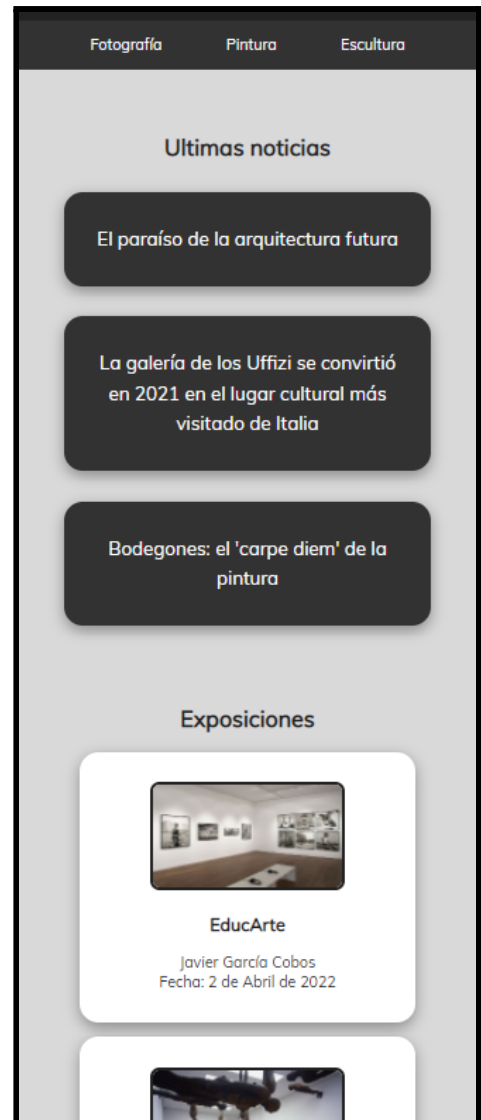 Fotografía Pintura Escultura
Ultimas noticias
El paraíso de la arquitectura futura
La galería de los Uffizi se convirtió
en 2021 en el lugar cultural más
visitado de Italia
Bodegones: el 'carpe diem' de la
pintura
Exposiciones
EducArte
Javier García Cobos
Fecha: 2 de Abril de 2022